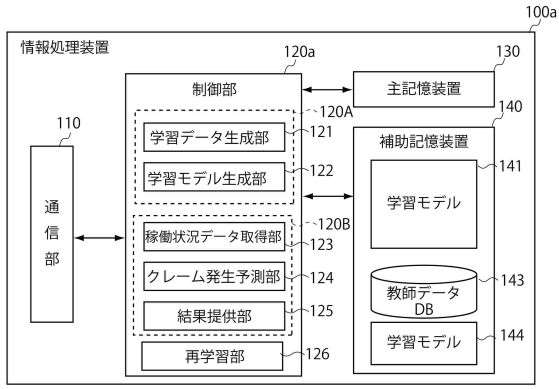 100a
情報処理装置
120a
制御部
130
主記憶装置
120A
学習データ生成部
121
学習モデル生成部
122
110
通信部
140
補助記憶装置
141
学習モデル
120B
稼働状況データ取得部
123
クレーム発生予測部
124
結果提供部
125
143
教師データ
DB
144
学習モデル
再学習部
126